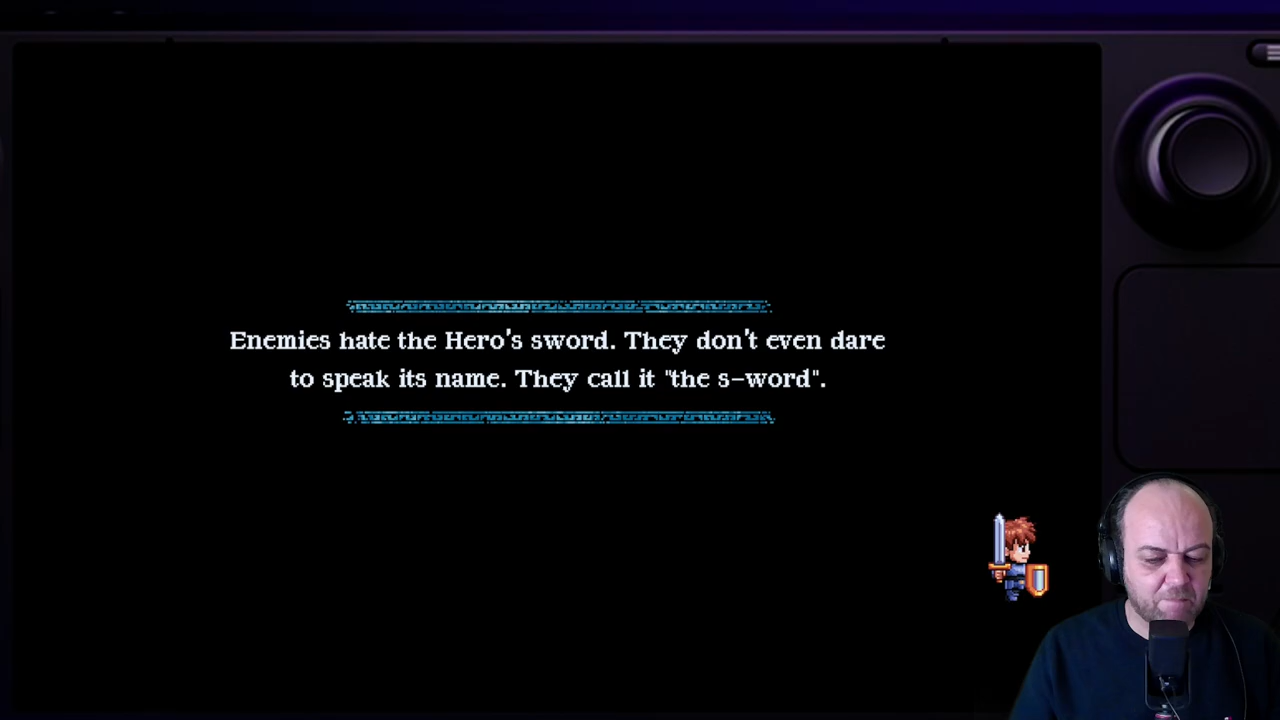 Enemies hate the Hero's sword. They don't even dare
to speak its name. They call it "the s-word".